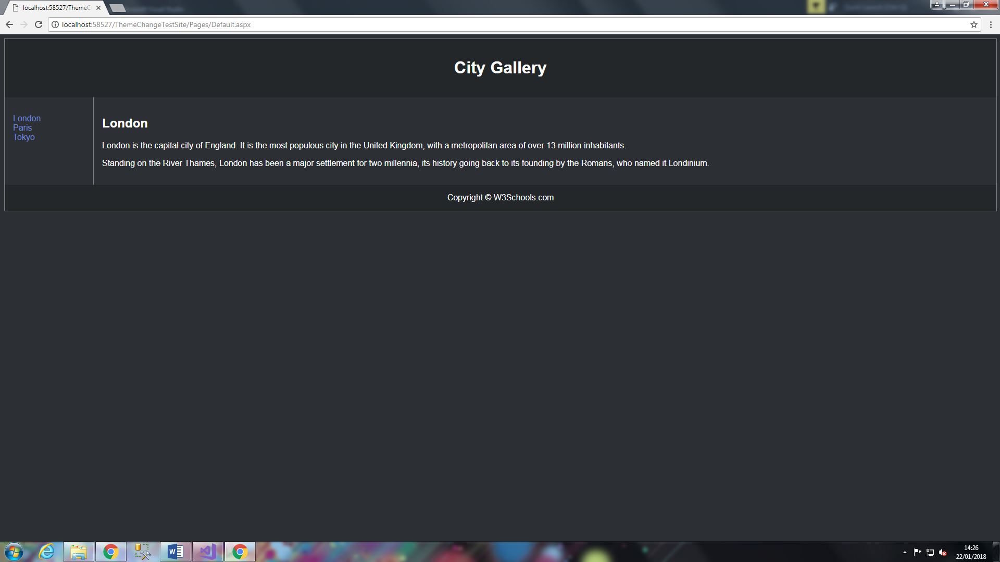 localhost:58527/ThemeC
localhost:58527/ThemeChangeTestSite/Pages/Default.aspx
City Gallery
London
Paris
Tokyo
London
London is the capital city of England. It is the most populous city in the United Kingdom, with a metropolitan area of over 13 million inhabitants.
Standing on the River Thames, London has been a major settlement for two millennia, its history going back to its founding by the Romans, who named it Londinium.
Copyright © W3Schools.com
14:26
22/01/2018